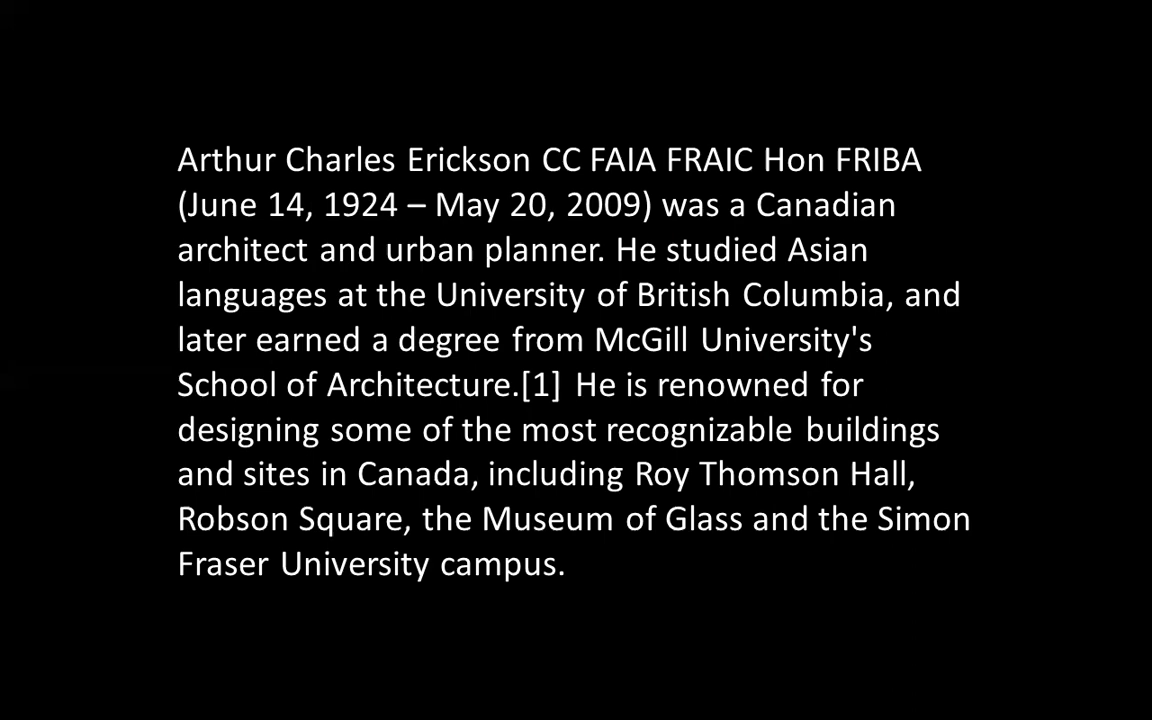 Arthur Charles Erickson CC FAIA FRAIC Hon FRIBA
(June 14, 1924 – May 20, 2009) was a Canadian
architect and urban planner. He studied Asian
languages at the University of British Columbia, and
later earned a degree from McGill University's
School of Architecture.[1] He is renowned for
designing some of the most recognizable buildings
and sites in Canada, including Roy Thomson Hall,
Robson Square, the Museum of Glass and the Simon
Fraser University campus.